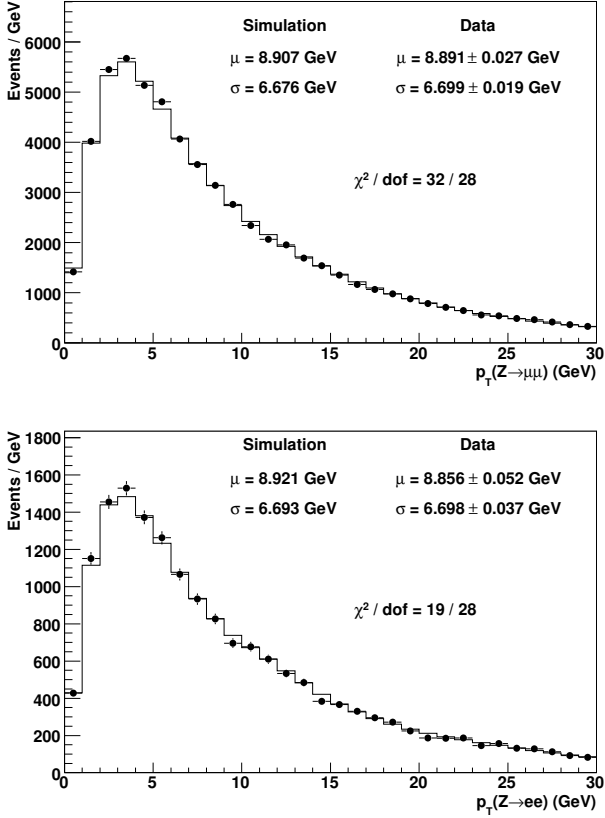 Events / GeV
Simulation Data
μ = 8.907 GeV μ = 8.891 ± 0.027 GeV
σ = 6.676 GeV σ = 6.699 ± 0.019 GeV
χ² / dof = 32 / 28
6000
5000
4000
3000
2000
1000
0
0 5 10 15 20 25 30
p_T(Z→μμ) (GeV)
Events / GeV
Simulation Data
μ = 8.921 GeV μ = 8.856 ± 0.052 GeV
σ = 6.693 GeV σ = 6.698 ± 0.037 GeV
χ² / dof = 19 / 28
1800
1600
1400
1200
1000
800
600
400
200
0
0 5 10 15 20 25 30
p_T(Z→ee) (GeV)